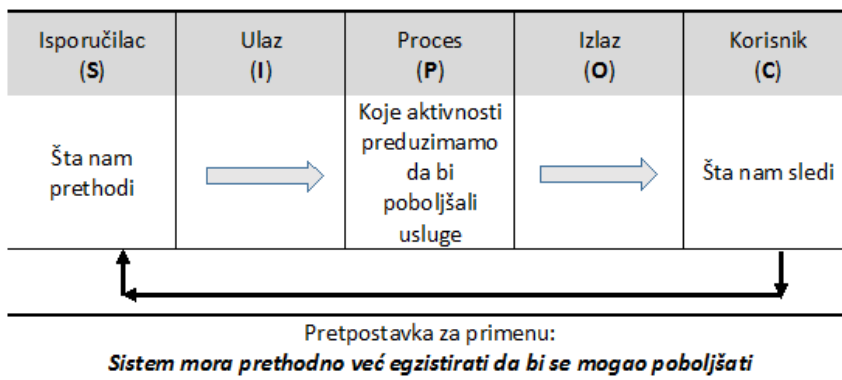 Isporučilac
(S)
Ulaz
(I)
Proces
(P)
Izlaz
(O)
Korisnik
(C)
Šta nam
prethodi
Koje aktivnosti
preduzimamo
da bi
poboljšali
usluge
Šta nam sledi
Pretpostavka za primenu:
Sistem mora prethodno već egzistirati da bi se mogao poboljšati